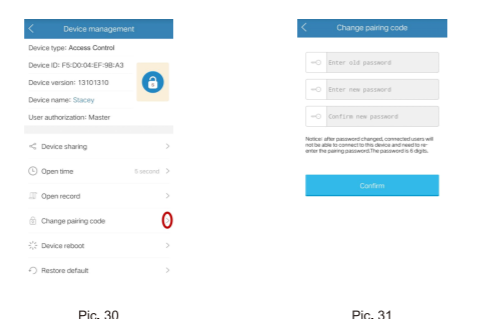 Device management
Device type: Access Control
Device ID: F5:D0:04:EF:9B:A3
Device version: 13101310
Device name: Stacey
User authorization: Master
Device sharing
Open time 5 second
Open record
Change pairing code
Device reboot
Restore default
Pic. 30
Change pairing code
Enter old password
Enter new password
Confirm new password
Notice: after password changed, connected users will
not be able to connect to this device and need to re-
enter the pairing password.The password is 6 digits.
Confirm
Pic. 31